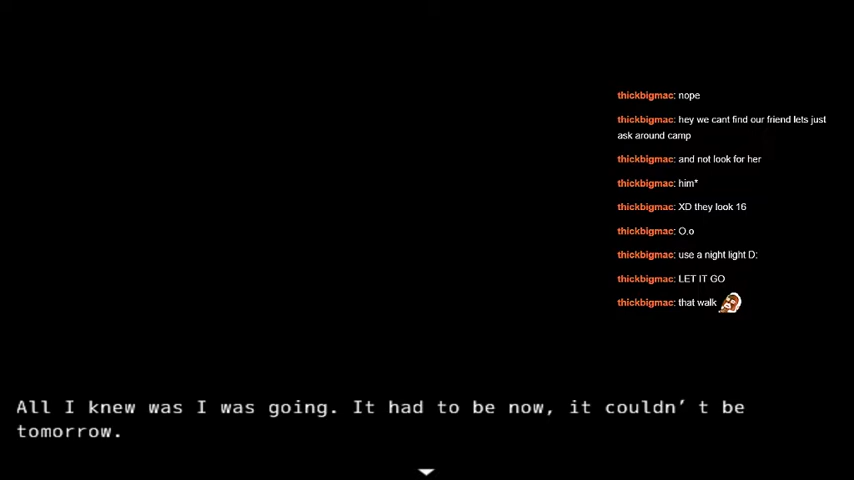 thickbigmac: nope
thickbigmac: hey we cant find our friend lets just
ask around camp
thickbigmac: and not look for her
thickbigmac: him*
thickbigmac: XD they look 16
thickbigmac: O.o
thickbigmac: use a night light D:
thickbigmac: LET IT GO
thickbigmac: that walk
All I knew was I was going. It had to be now, it couldn’ t be
tomorrow.